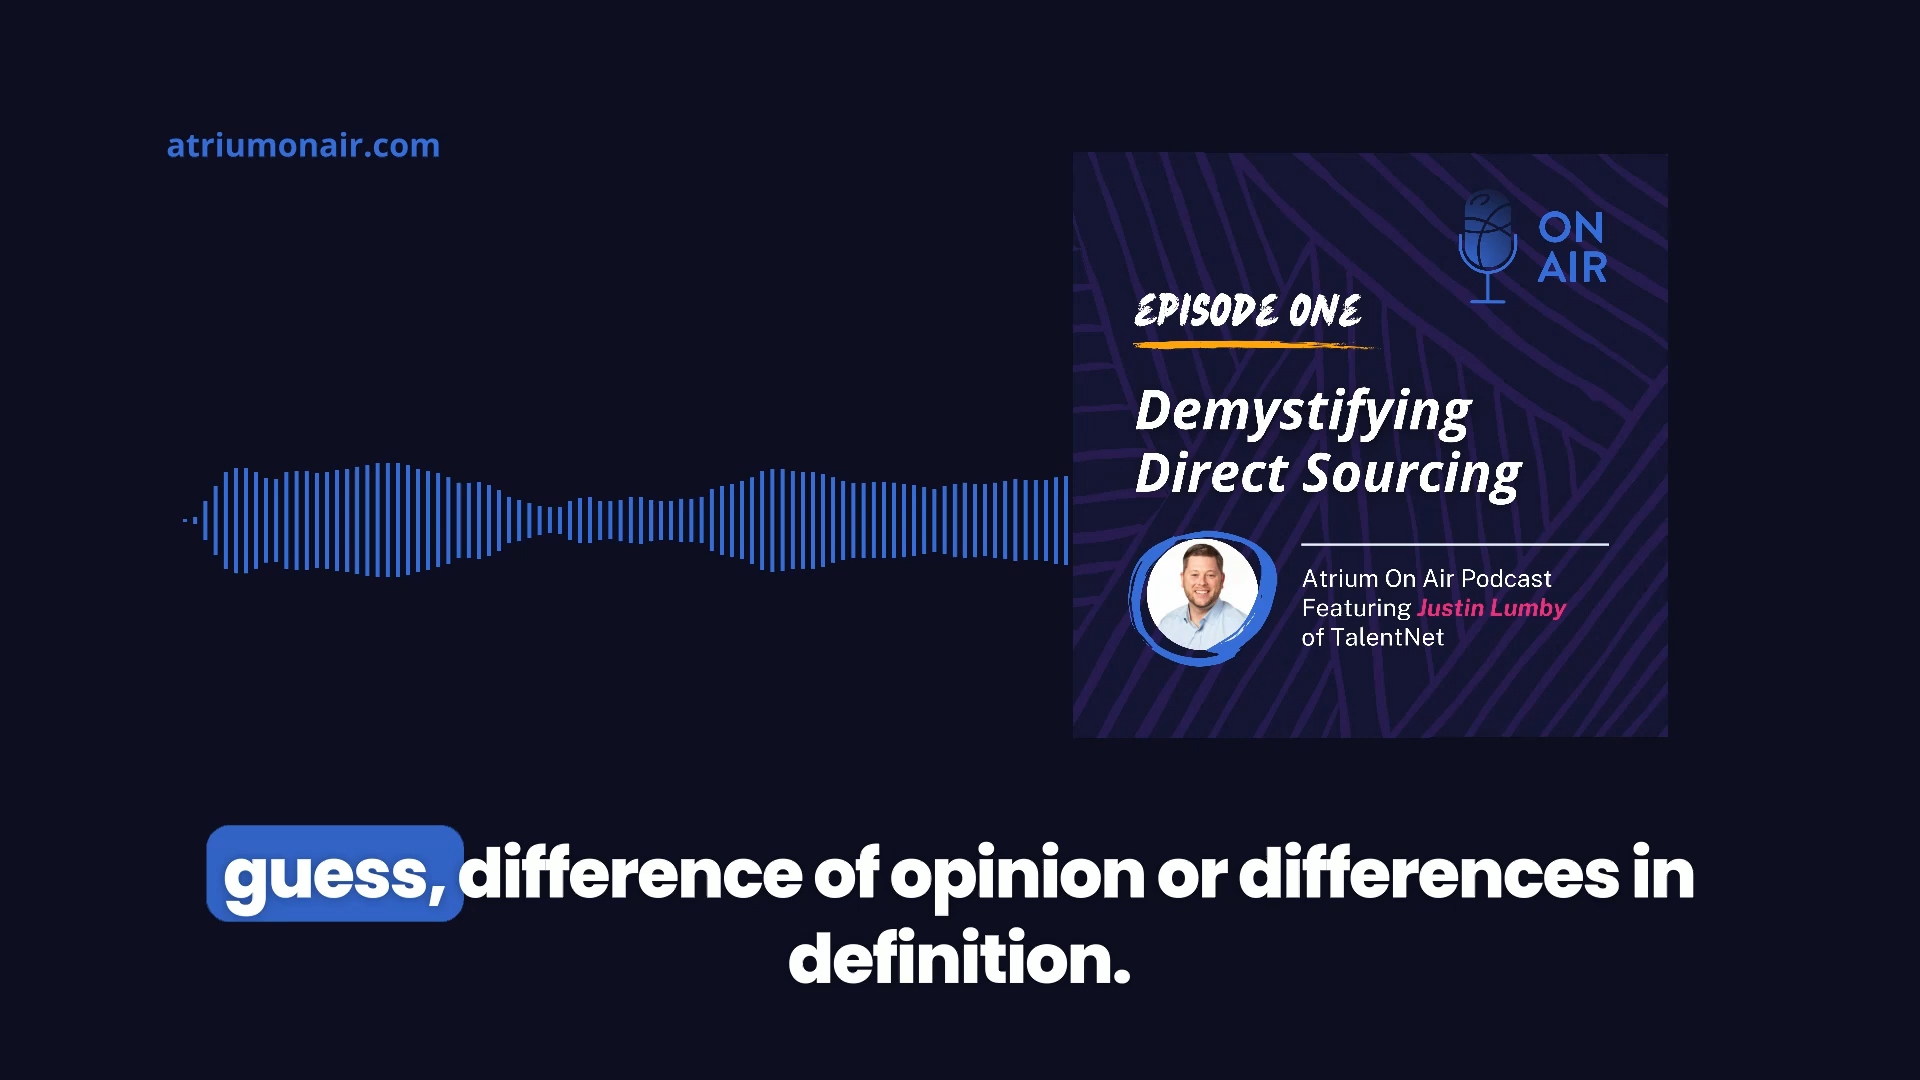 atriumonair.com
ON
AIR
EPISODE ONE
Demystifying
Direct Sourcing
Atrium On Air Podcast
Featuring Justin Lumby
of TalentNet
guess, difference of opinion or differences in
definition.